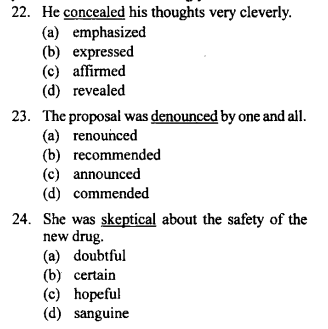 22. He concealed his thoughts very cleverly.
(a) emphasized
(b) expressed
(c) affirmed
(d) revealed
23. The proposal was denounced by one and all.
(a) renounced
(b) recommended
(c) announced
(d) commended
24. She was skeptical about the safety of the
new drug.
(a) doubtful
(b) certain
(c) hopeful
(d) sanguine